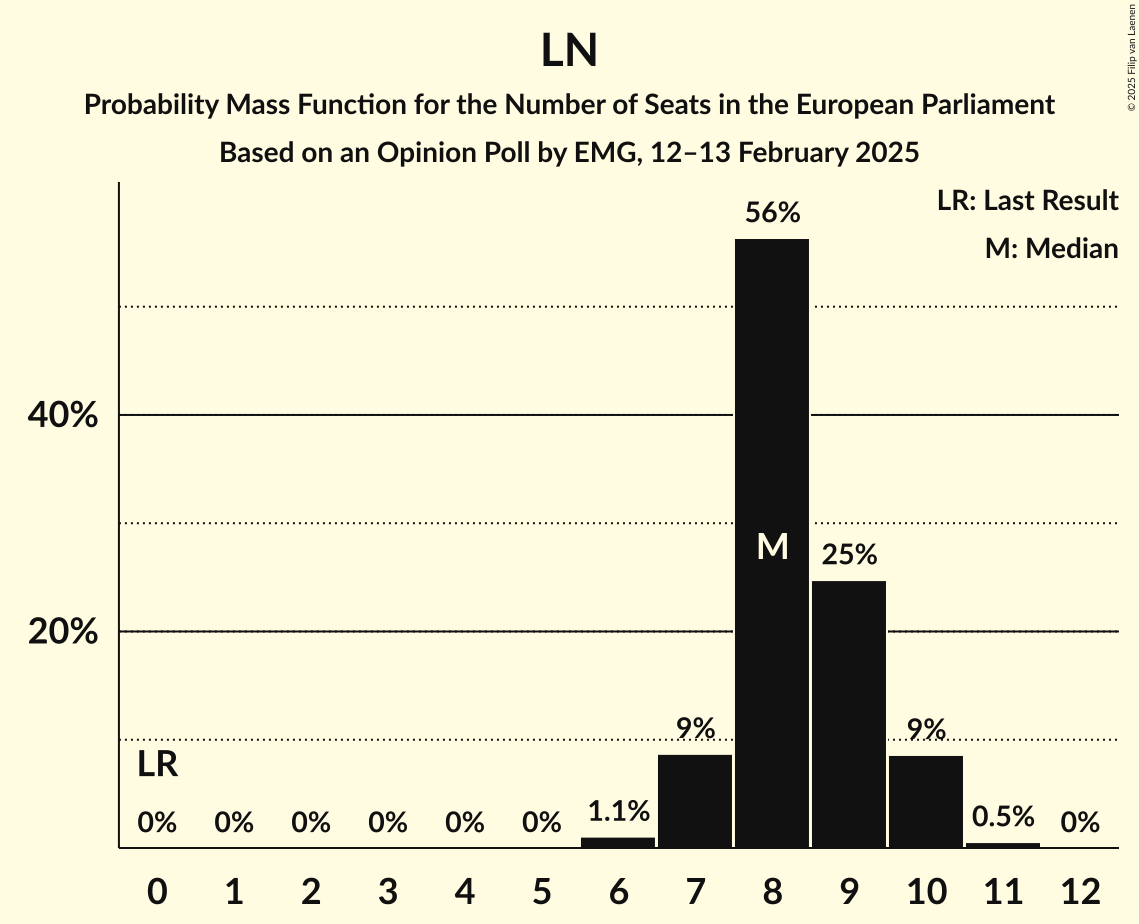 LN
Probability Mass Function for the Number of Seats in the European Parliament
Based on an Opinion Poll by EMG, 12–13 February 2025
© 2025 Filip van Laenen
LR: Last Result
M: Median
56%
40%
M
25%
20%
9%
9%
LR
1.1%
0.5%
0% 0% 0% 0% 0% 0% 0%
0 1 2 3 4 5 6 7 8 9 10 11 12